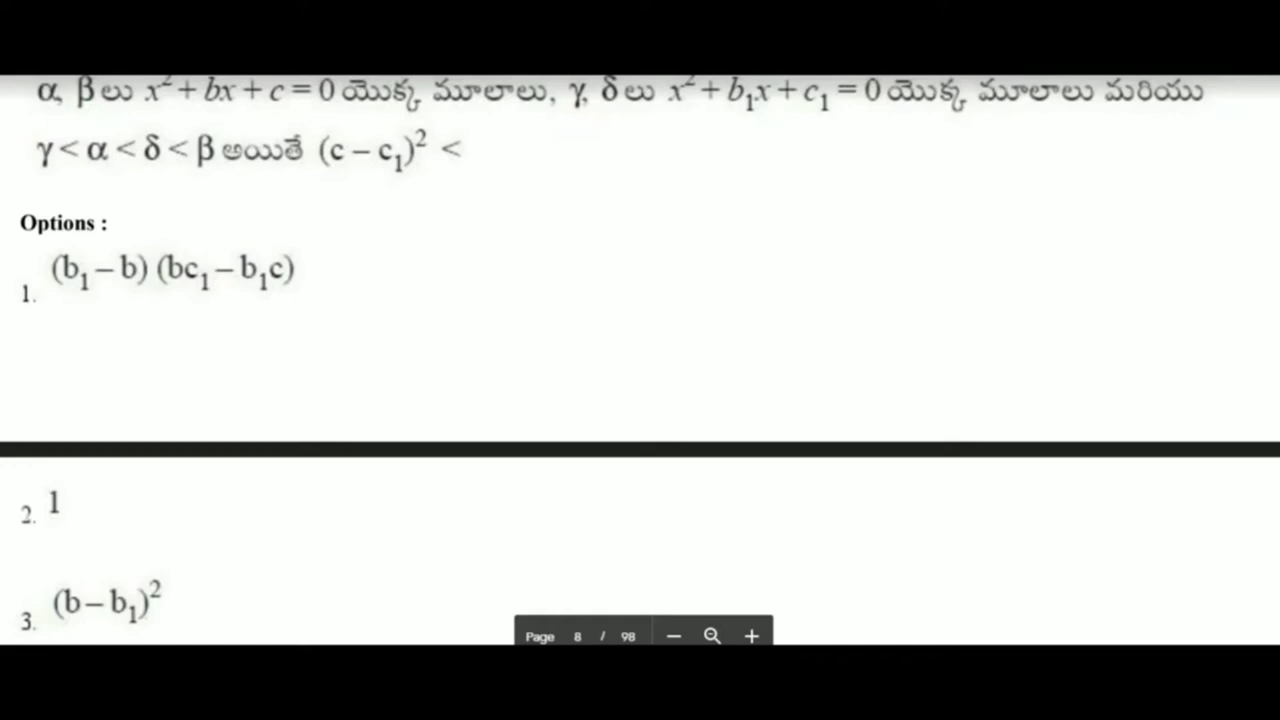 α, β లు x² + bx + c = 0 యొక్క మూలాలు, γ, δ లు x² + b₁x + c₁ = 0 యొక్క మూలాలు మరియు
γ < α < δ < β అయితే (c – c₁)² <
Options :
1. (b₁ – b) (bc₁ – b₁c)
2. 1
3. (b – b₁)²
Page 8 / 98